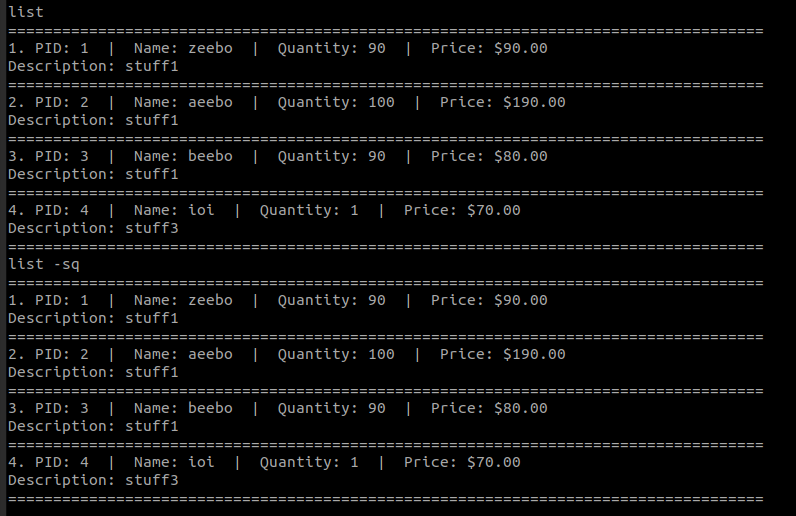 list
====================================================================================
1. PID: 1  |  Name: zeebo  |  Quantity: 90  |  Price: $90.00
Description: stuff1
====================================================================================
2. PID: 2  |  Name: aeebo  |  Quantity: 100  |  Price: $190.00
Description: stuff1
====================================================================================
3. PID: 3  |  Name: beebo  |  Quantity: 90  |  Price: $80.00
Description: stuff1
====================================================================================
4. PID: 4  |  Name: ioi  |  Quantity: 1  |  Price: $70.00
Description: stuff3
====================================================================================
list -sq
====================================================================================
1. PID: 1  |  Name: zeebo  |  Quantity: 90  |  Price: $90.00
Description: stuff1
====================================================================================
2. PID: 2  |  Name: aeebo  |  Quantity: 100  |  Price: $190.00
Description: stuff1
====================================================================================
3. PID: 3  |  Name: beebo  |  Quantity: 90  |  Price: $80.00
Description: stuff1
====================================================================================
4. PID: 4  |  Name: ioi  |  Quantity: 1  |  Price: $70.00
Description: stuff3
====================================================================================